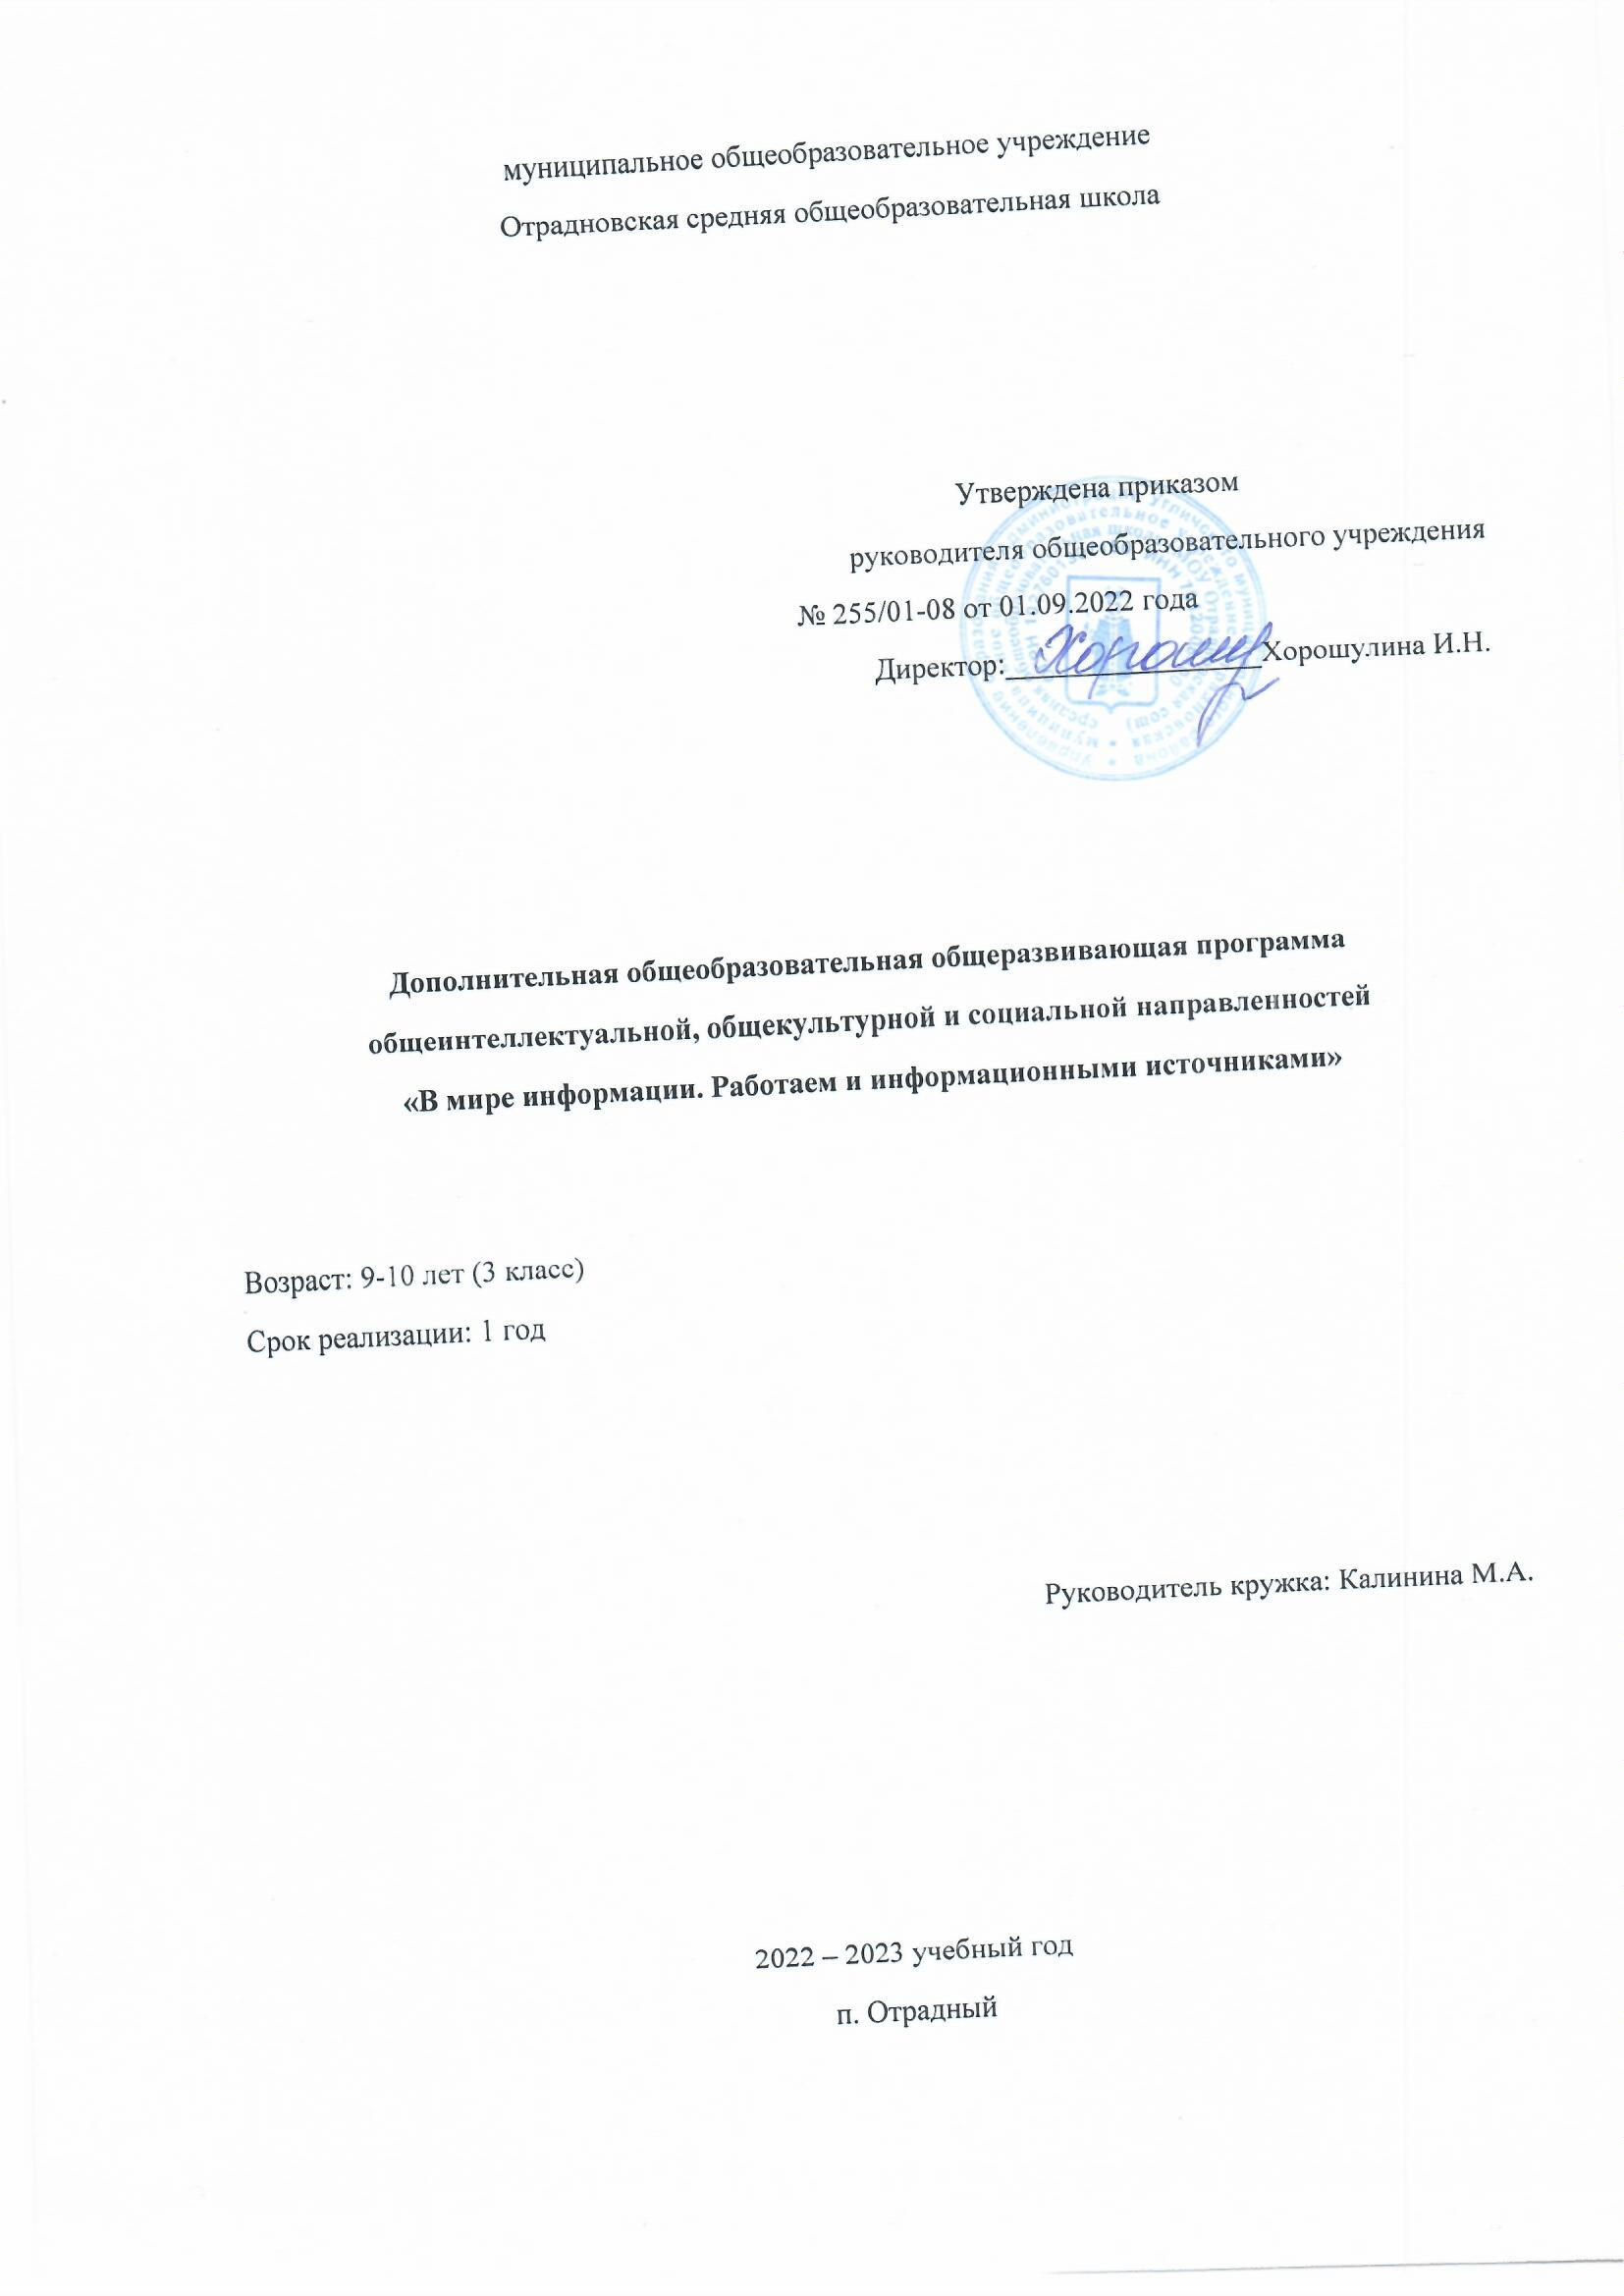 муниципальное общеобразовательное учреждение
Отрадновская средняя общеобразовательная школа
Утверждена приказом
руководителя общеобразовательного учреждения
№ 255/01-08 от 01.09.2022 года
Директор:________________Хорошулина И.Н.
Дополнительная общеобразовательная общеразвивающая программа
общеинтеллектуальной, общекультурной и социальной направленностей
«В мире информации. Работаем и информационными источниками»
Возраст: 9-10 лет (3 класс)
Срок реализации: 1 год
Руководитель кружка: Калинина М.А.
2022 – 2023 учебный год
п. Отрадный